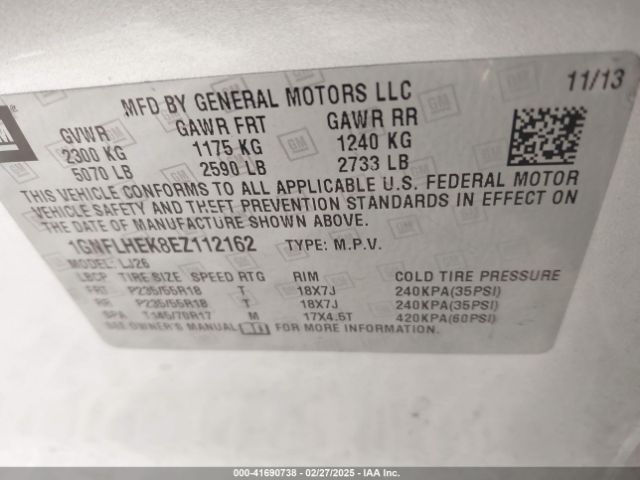 GM
11/13
MFD BY GENERAL MOTORS LLC
GVWR GAWR FRT GAWR RR
2300 KG 1175 KG 1240 KG
5070 LB 2590 LB 2733 LB
THIS VEHICLE CONFORMS TO ALL APPLICABLE U.S. FEDERAL MOTOR
VEHICLE SAFETY AND THEFT PREVENTION STANDARDS IN EFFECT ON
THE DATE OF MANUFACTURE SHOWN ABOVE.
1GNFLHEK8EZ112162 TYPE: M.P.V.
MODEL: LJ26
LBCP TIRE SIZE SPEED RTG RIM COLD TIRE PRESSURE
FRT P235/55R18 T 18X7J 240KPA(35PSI)
RR P235/55R18 T 18X7J 240KPA(35PSI)
SPA T145/70R17 M 17X4.5T 420KPA(60PSI)
SEE OWNER'S MANUAL FOR MORE INFORMATION.
000-41690738 - 02/27/2025 - IAA Inc.